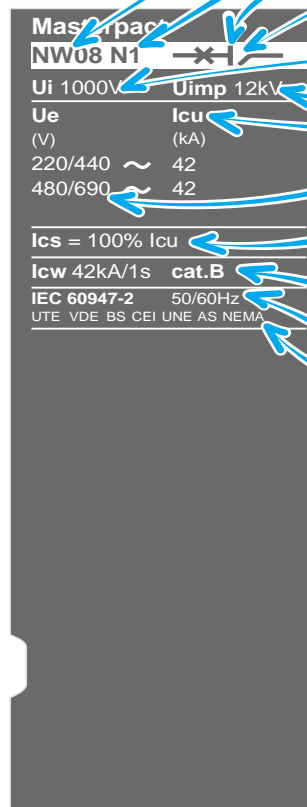 Masterpact
NW08 N1
Ui 1000V Uimp 12kV
Ue Icu
(V) (kA)
220/440 ~ 42
480/690 ~ 42
Ics = 100% Icu
Icw 42kA/1s cat.B
IEC 60947-2 50/60Hz
UTE VDE BS CEI UNE AS NEMA